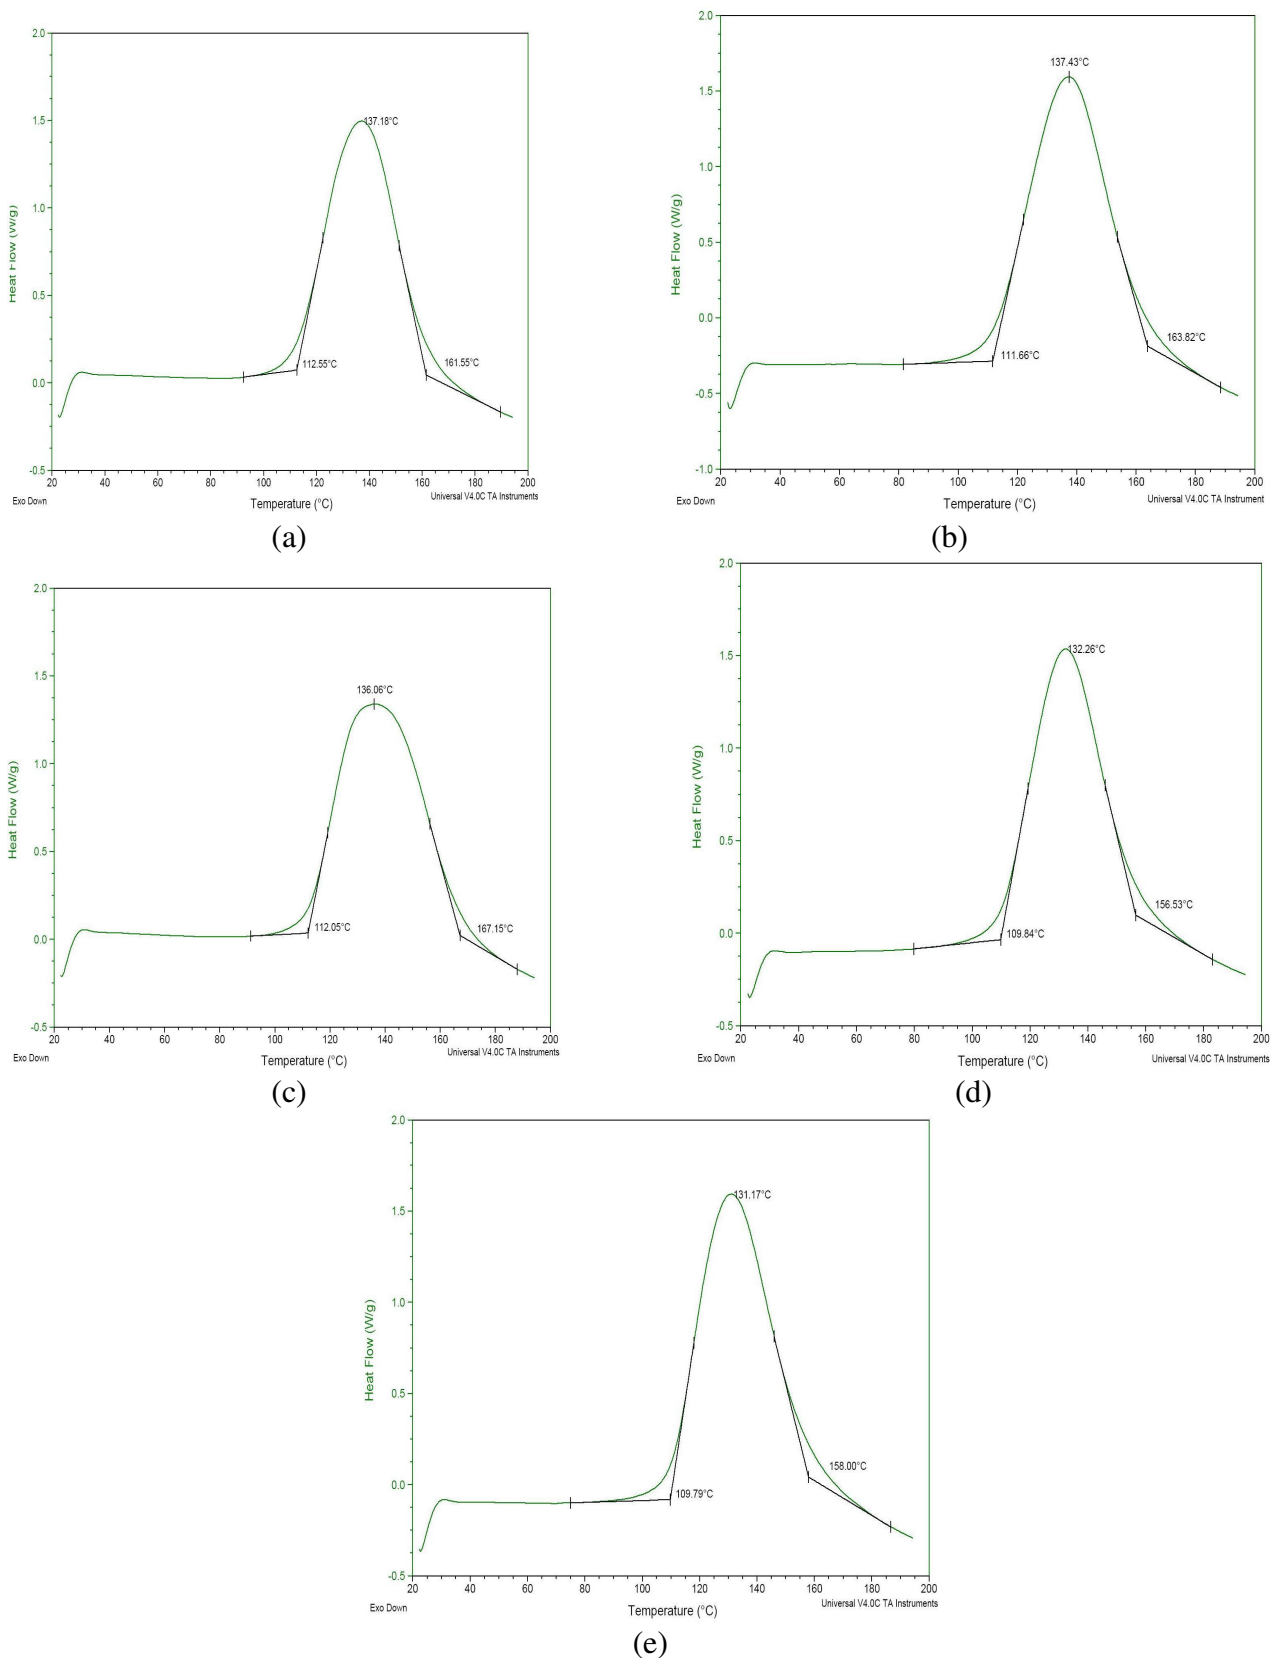 2.0
1.5
1.0
0.5
0.0
-0.5
Heat Flow (W/g)
137.18°C
112.55°C
161.55°C
20 40 60 80 100 120 140 160 180 200
Exo Down
Temperature (°C)
Universal V4.0C TA Instruments
(a)
2.0
1.5
1.0
0.5
0.0
-0.5
-1.0
Heat Flow (W/g)
137.43°C
111.66°C
163.82°C
20 40 60 80 100 120 140 160 180 200
Exo Down
Temperature (°C)
Universal V4.0C TA Instrument
(b)
2.0
1.5
1.0
0.5
0.0
-0.5
Heat Flow (W/g)
136.06°C
112.05°C
167.15°C
20 40 60 80 100 120 140 160 180 200
Exo Down
Temperature (°C)
Universal V4.0C TA Instruments
(c)
2.0
1.5
1.0
0.5
0.0
-0.5
Heat Flow (W/g)
132.26°C
109.84°C
156.53°C
20 40 60 80 100 120 140 160 180 200
Exo Down
Temperature (°C)
Universal V4.0C TA Instruments
(d)
2.0
1.5
1.0
0.5
0.0
-0.5
Heat Flow (W/g)
131.17°C
109.79°C
158.00°C
20 40 60 80 100 120 140 160 180 200
Exo Down
Temperature (°C)
Universal V4.0C TA Instruments
(e)